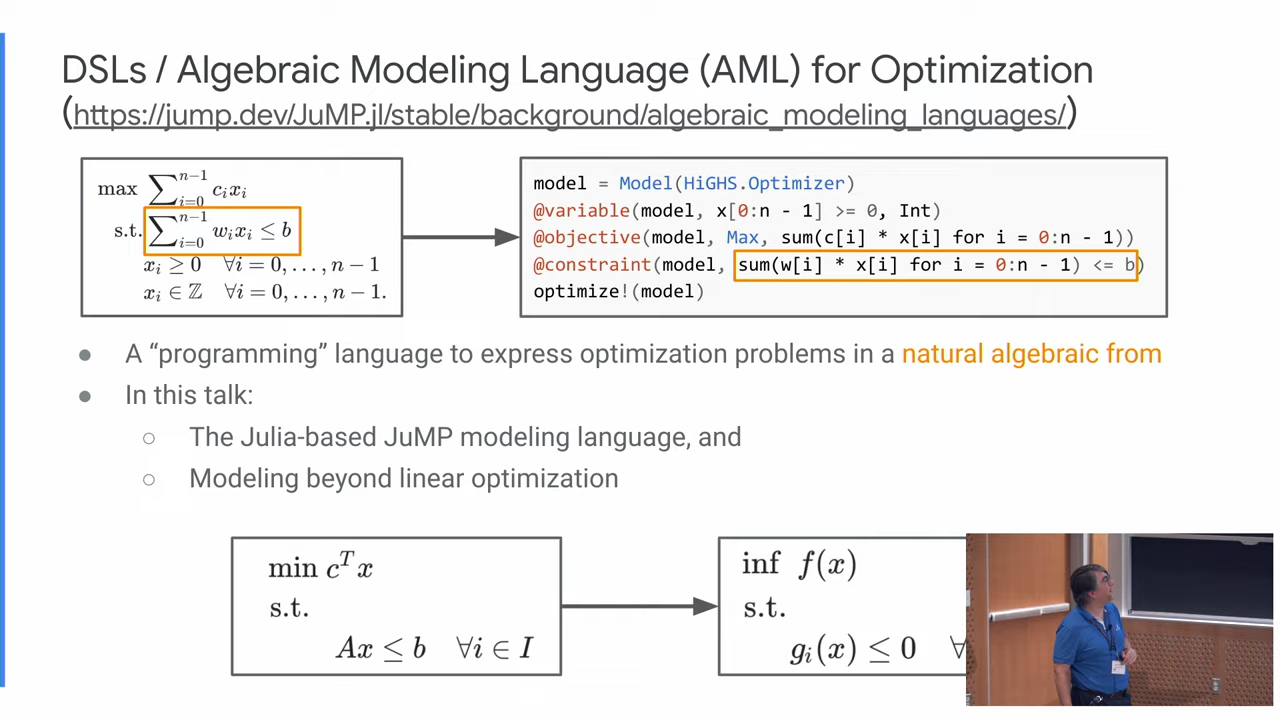 DSLs / Algebraic Modeling Language (AML) for Optimization
(https://jump.dev/JuMP.jl/stable/background/algebraic_modeling_languages/)
max ∑_{i=0}^{n−1} c_i x_i
s.t. ∑_{i=0}^{n−1} w_i x_i ≤ b
x_i ≥ 0 ∀i = 0, . . . , n − 1
x_i ∈ ℤ ∀i = 0, . . . , n − 1.
model = Model(HiGHS.Optimizer)
@variable(model, x[0:n - 1] >= 0, Int)
@objective(model, Max, sum(c[i] * x[i] for i = 0:n - 1))
@constraint(model, sum(w[i] * x[i] for i = 0:n - 1) <= b)
optimize!(model)
● A “programming” language to express optimization problems in a natural algebraic from
● In this talk:
○ The Julia-based JuMP modeling language, and
○ Modeling beyond linear optimization
min c^T x
s.t.
Ax ≤ b ∀i ∈ I
inf f(x)
s.t.
g_i(x) ≤ 0 ∀